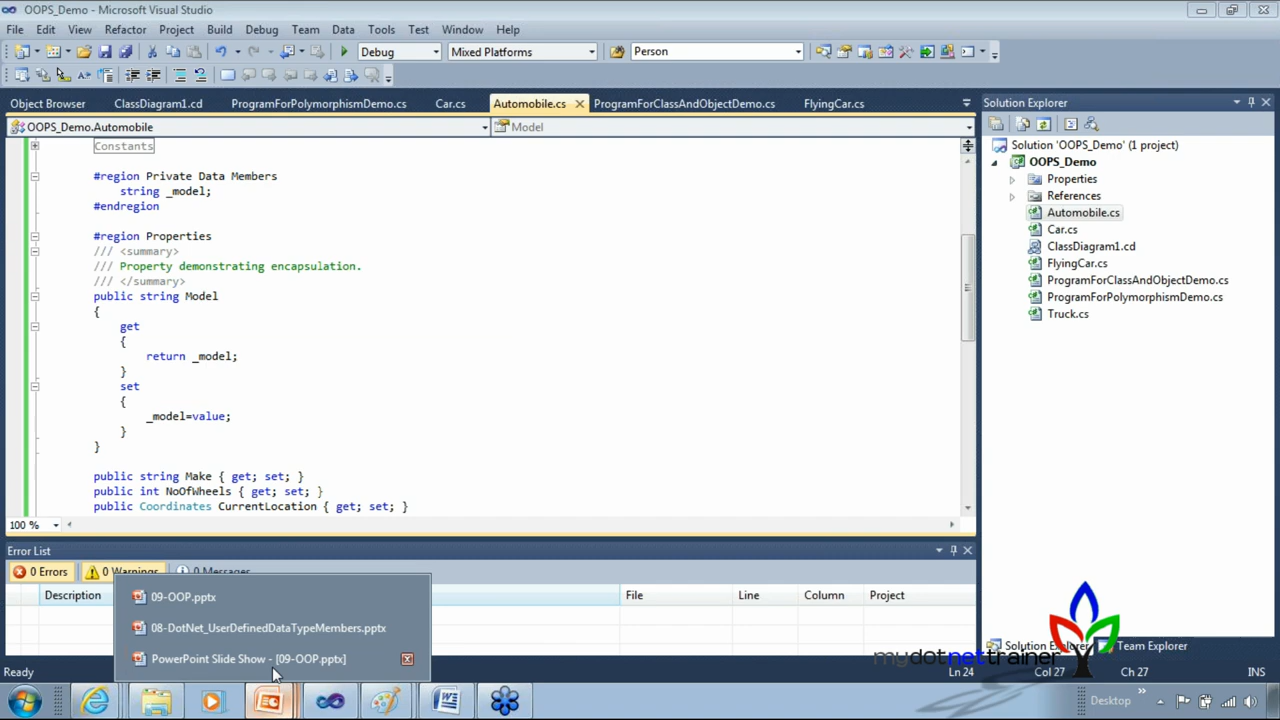 OOPS_Demo - Microsoft Visual Studio
File Edit View Refactor Project Build Debug Team Data Tools Test Window Help
Debug Mixed Platforms Person
Object Browser ClassDiagram1.cd ProgramForPolymorphismDemo.cs Car.cs Automobile.cs ProgramForClassAndObjectDemo.cs FlyingCar.cs
OOPS_Demo.Automobile Model
Constants
#region Private Data Members
string _model;
#endregion
#region Properties
/// <summary>
/// Property demonstrating encapsulation.
/// </summary>
public string Model
{
get
{
return _model;
}
set
{
_model=value;
}
}
public string Make { get; set; }
public int NoOfWheels { get; set; }
public Coordinates CurrentLocation { get; set; }
100 %
Solution Explorer
Solution 'OOPS_Demo' (1 project)
OOPS_Demo
Properties
References
Automobile.cs
Car.cs
ClassDiagram1.cd
FlyingCar.cs
ProgramForClassAndObjectDemo.cs
ProgramForPolymorphismDemo.cs
Truck.cs
Error List
0 Errors 0 Warnings 0 Messages
Description File Line Column Project
09-OOP.pptx
08-DotNet_UserDefinedDataTypeMembers.pptx
PowerPoint Slide Show - [09-OOP.pptx]
Solution Explorer Team Explorer
mydotnettrainer
Ready Ln 24 Col 27 Ch 27 INS
Desktop